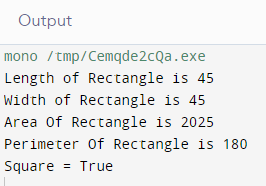 Output
mono /tmp/Cemqde2cQa.exe
Length of Rectangle is 45
Width of Rectangle is 45
Area Of Rectangle is 2025
Perimeter Of Rectangle is 180
Square = True